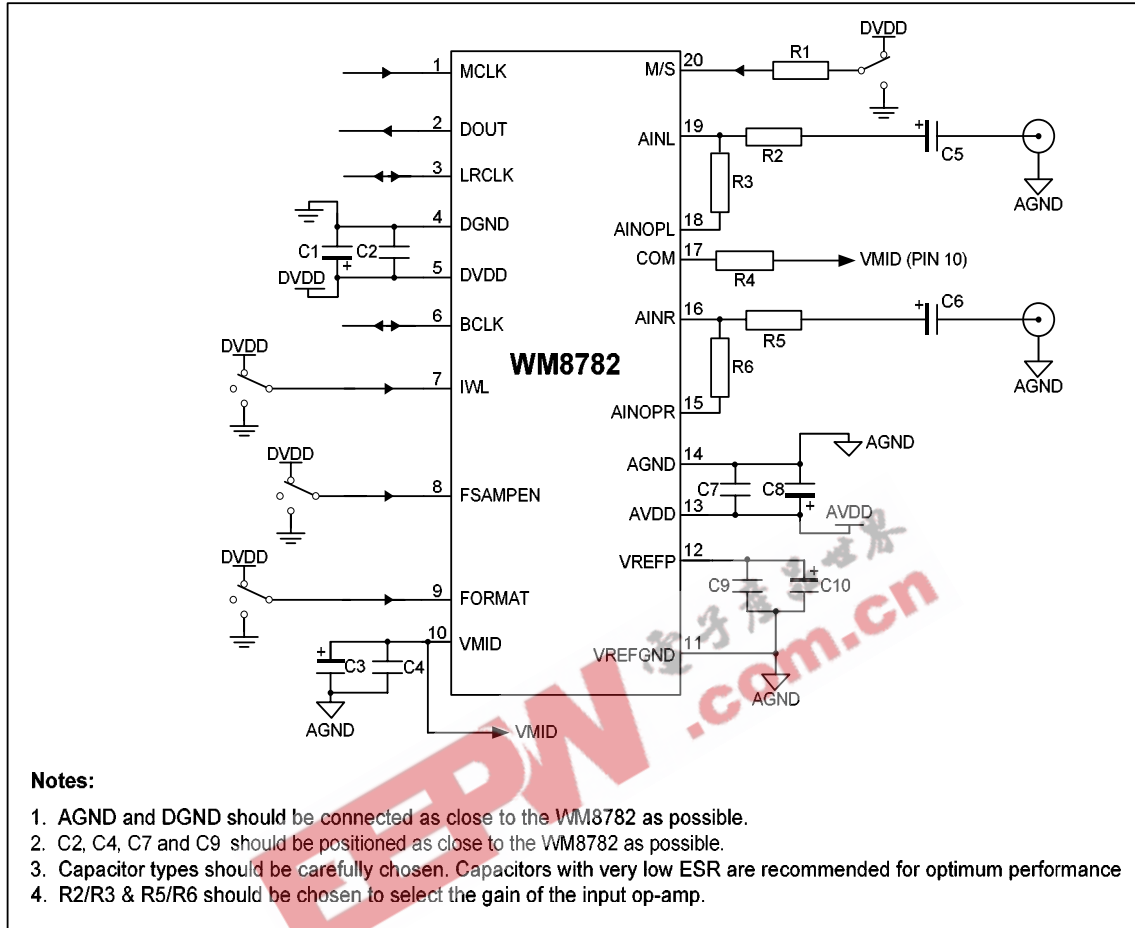 DVDD
R1
1 MCLK
M/S 20
2 DOUT
AINL 19
R2
+ C5
3 LRCLK
R3
AGND
4 DGND
AINOPL 18
C1 + C2
COM 17
R4
VMID (PIN 10)
DVDD
5 DVDD
6 BCLK
AINR 16
R5
+ C6
DVDD
WM8782
R6
AGND
7 IWL
AINOPR 15
AGND 14
AGND
DVDD
C7 C8 +
8 FSAMPEN
AVDD 13
AVDD
VREFP 12
DVDD
C9 + C10
9 FORMAT
10 VMID
VREFGND 11
+ C3 C4
AGND
AGND
VMID
電子產品世界
EEPW.com.cn
Notes:
1. AGND and DGND should be connected as close to the WM8782 as possible.
2. C2, C4, C7 and C9 should be positioned as close to the WM8782 as possible.
3. Capacitor types should be carefully chosen. Capacitors with very low ESR are recommended for optimum performance
4. R2/R3 & R5/R6 should be chosen to select the gain of the input op-amp.